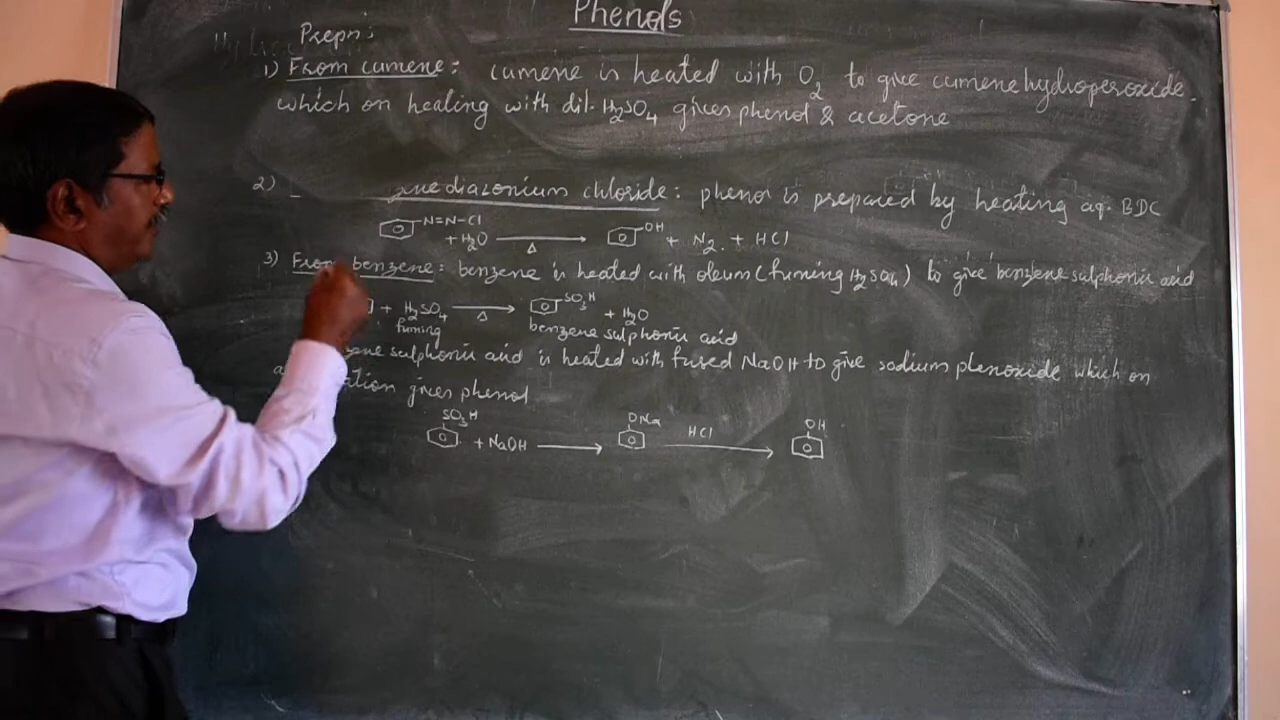 Phenols
Prepn:
1) From cumene: cumene is heated with O2 to give cumenehydroperoxide.
which on heating with dil. H2SO4 gives phenol & acetone
2) diazonium chloride: phenol is prepared by heating aq. BDC
N=N-Cl + H2O → Δ OH + N2 + HCl
3) From benzene: benzene is heated with oleum (fuming H2SO4) to give benzene sulphonic acid
+ H2SO4 → Δ SO3H + H2O
fuming benzene sulphonic acid
sulphonic acid is heated with fused NaOH to give sodium phenoxide which on
gives phenol
SO3H ONa OH
+ NaOH → HCl →